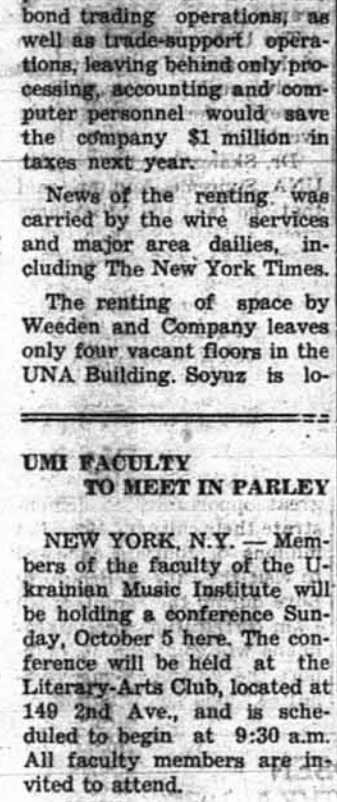 bond trading operations, as
well as trade-support opera-
tions, leaving behind only pro-
cessing, accounting and com-
puter personnel would save
the company $1 million in
taxes next year.
News of the renting was
carried by the wire services
and major area dailies, in-
cluding The New York Times.
The renting of space by
Weeden and Company leaves
only four vacant floors in the
UNA Building. Soyuz is lo-
UMI FACULTY
TO MEET IN PARLEY
NEW YORK, N.Y. — Mem-
bers of the faculty of the U-
krainian Music Institute will
be holding a conference Sun-
day, October 5 here. The con-
ference will be held at the
Literary-Arts Club, located at
149 2nd Ave., and is sche-
duled to begin at 9:30 a.m.
All faculty members are in-
vited to attend.